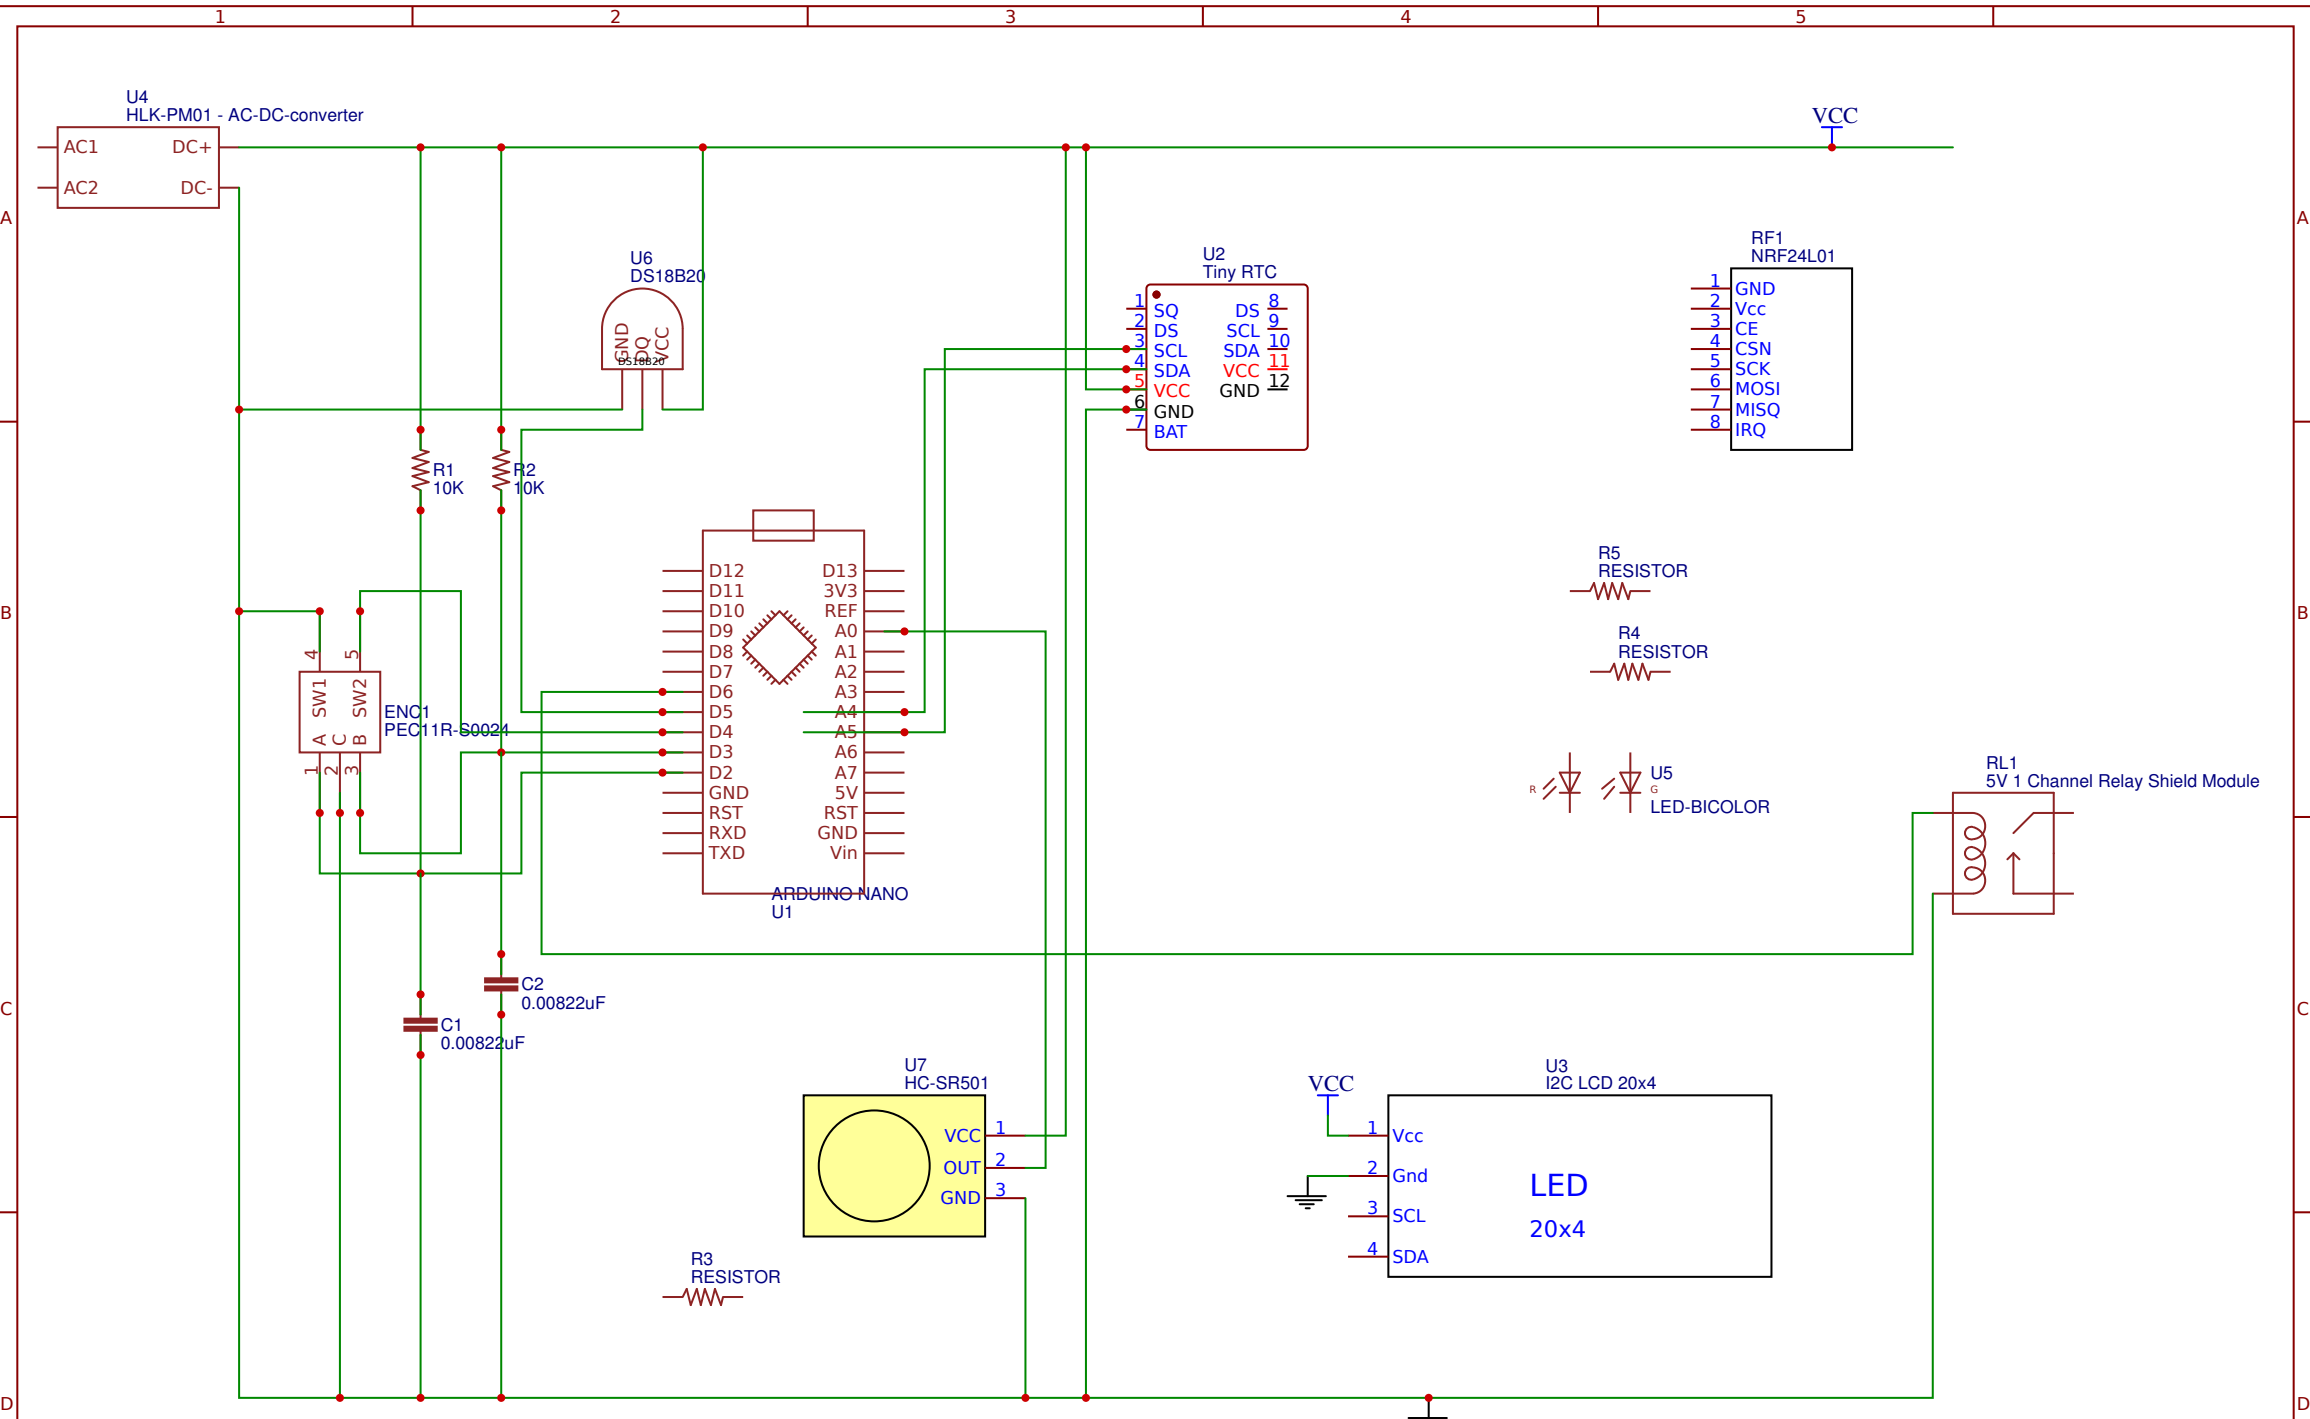 1 2 3 4 5
A A
B B
C C
D D
U4
HLK-PM01 - AC-DC-converter
AC1 DC+
AC2 DC-
VCC
U6
DS18B20
GND
DQ
VCC
DS18B20
U2
Tiny RTC
1 SQ DS 8
2 DS SCL 9
3 SCL SDA 10
4 SDA VCC 11
5 VCC GND 12
6 GND
7 BAT
RF1
NRF24L01
1 GND
2 Vcc
3 CE
4 CSN
5 SCK
6 MOSI
7 MISQ
8 IRQ
R1
10K
R2
10K
D12 D13
D11 3V3
D10 REF
D9 A0
D8 A1
D7 A2
D6 A3
D5 A4
D4 A5
D3 A6
D2 A7
GND 5V
RST RST
RXD GND
TXD Vin
ARDUINO NANO
U1
4 5
SW1 SW2
A C B
1 2 3
ENC1
PEC11R-S0024
R5
RESISTOR
R4
RESISTOR
R G
U5
LED-BICOLOR
RL1
5V 1 Channel Relay Shield Module
C2
0.00822uF
C1
0.00822uF
U7
HC-SR501
VCC 1
OUT 2
GND 3
VCC
U3
I2C LCD 20x4
1 Vcc
2 Gnd
3 SCL
4 SDA
LED
20x4
R3
RESISTOR